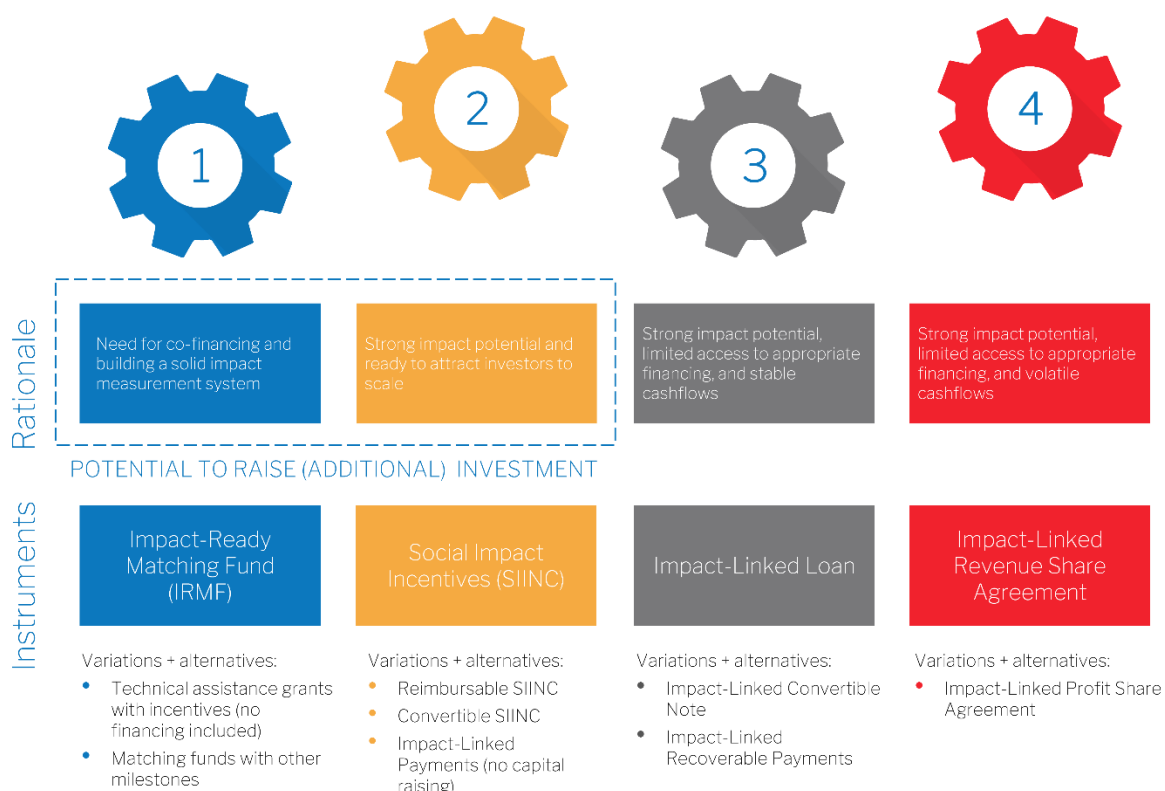 1
2
3
4
Rationale
Need for co-financing and
building a solid impact
measurement system
Strong impact potential and
ready to attract investors to
scale
Strong impact potential,
limited access to appropriate
financing, and stable
cashflows
Strong impact potential,
limited access to appropriate
financing, and volatile
cashflows
POTENTIAL TO RAISE (ADDITIONAL) INVESTMENT
Instruments
Impact-Ready
Matching Fund
(IRMF)
Social Impact
Incentives (SIINC)
Impact-Linked Loan
Impact-Linked
Revenue Share
Agreement
Variations + alternatives:
• Technical assistance grants
with incentives (no
financing included)
• Matching funds with other
milestones
Variations + alternatives:
• Reimbursable SIINC
• Convertible SIINC
• Impact-Linked
Payments (no capital
raising)
Variations + alternatives:
• Impact-Linked Convertible
Note
• Impact-Linked
Recoverable Payments
Variations + alternatives:
• Impact-Linked Profit Share
Agreement